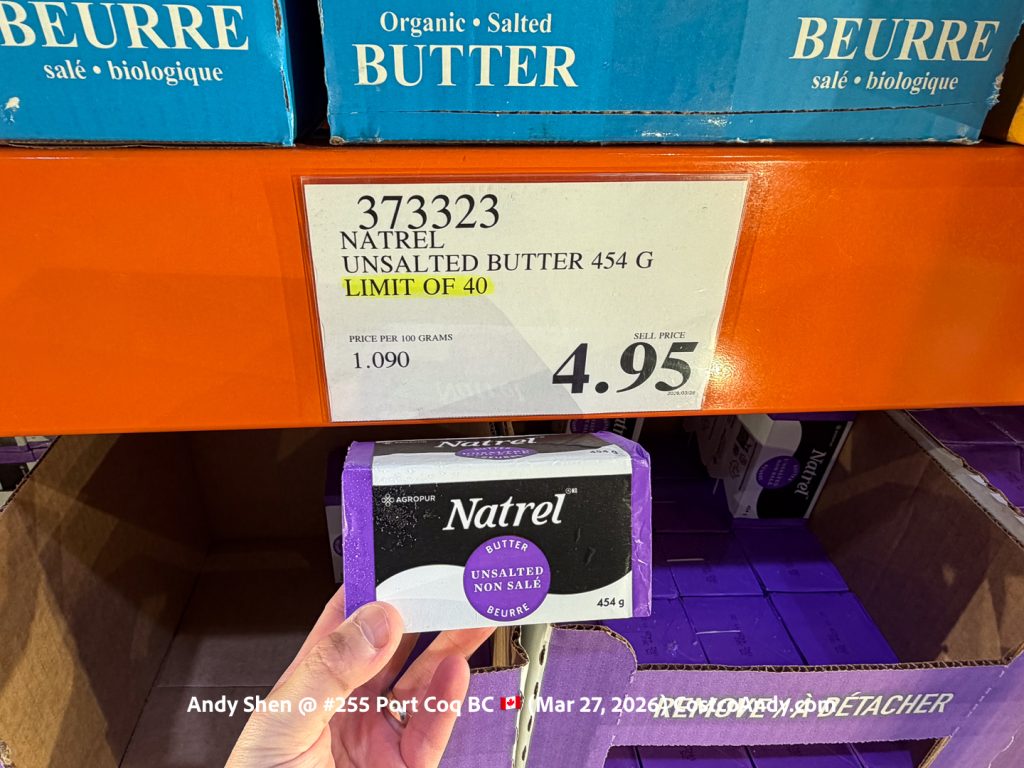 BEURRE
salé • biologique
Organic • Salted
BUTTER
BEURRE
salé • biologique
373323
NATREL
UNSALTED BUTTER 454 G
LIMIT OF 40
PRICE PER 100 GRAMS
1.090
SELL PRICE
4.95
Natrel
UNSALTED
454 g
AGROPUR
Natrel
BUTTER
UNSALTED
NON SALÉ
BEURRE
454 g
Natrel
REMOVE / À DÉTACHER
Andy Shen @ #255 Port Coq BC 🇨🇦 Mar 27, 2026 CostcoAndy.com